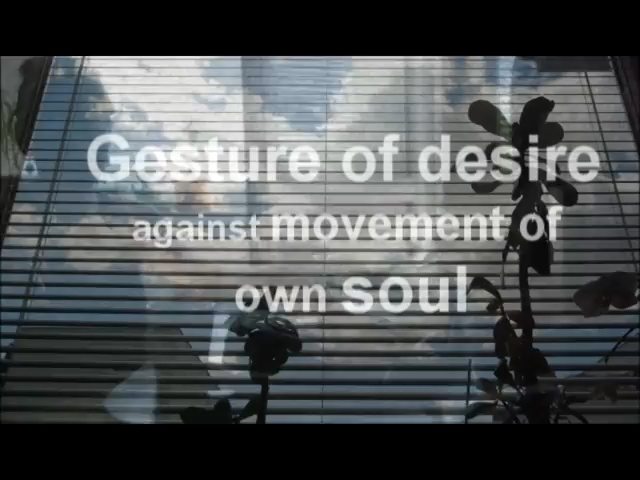 Gesture of desire
against movement of
own soul